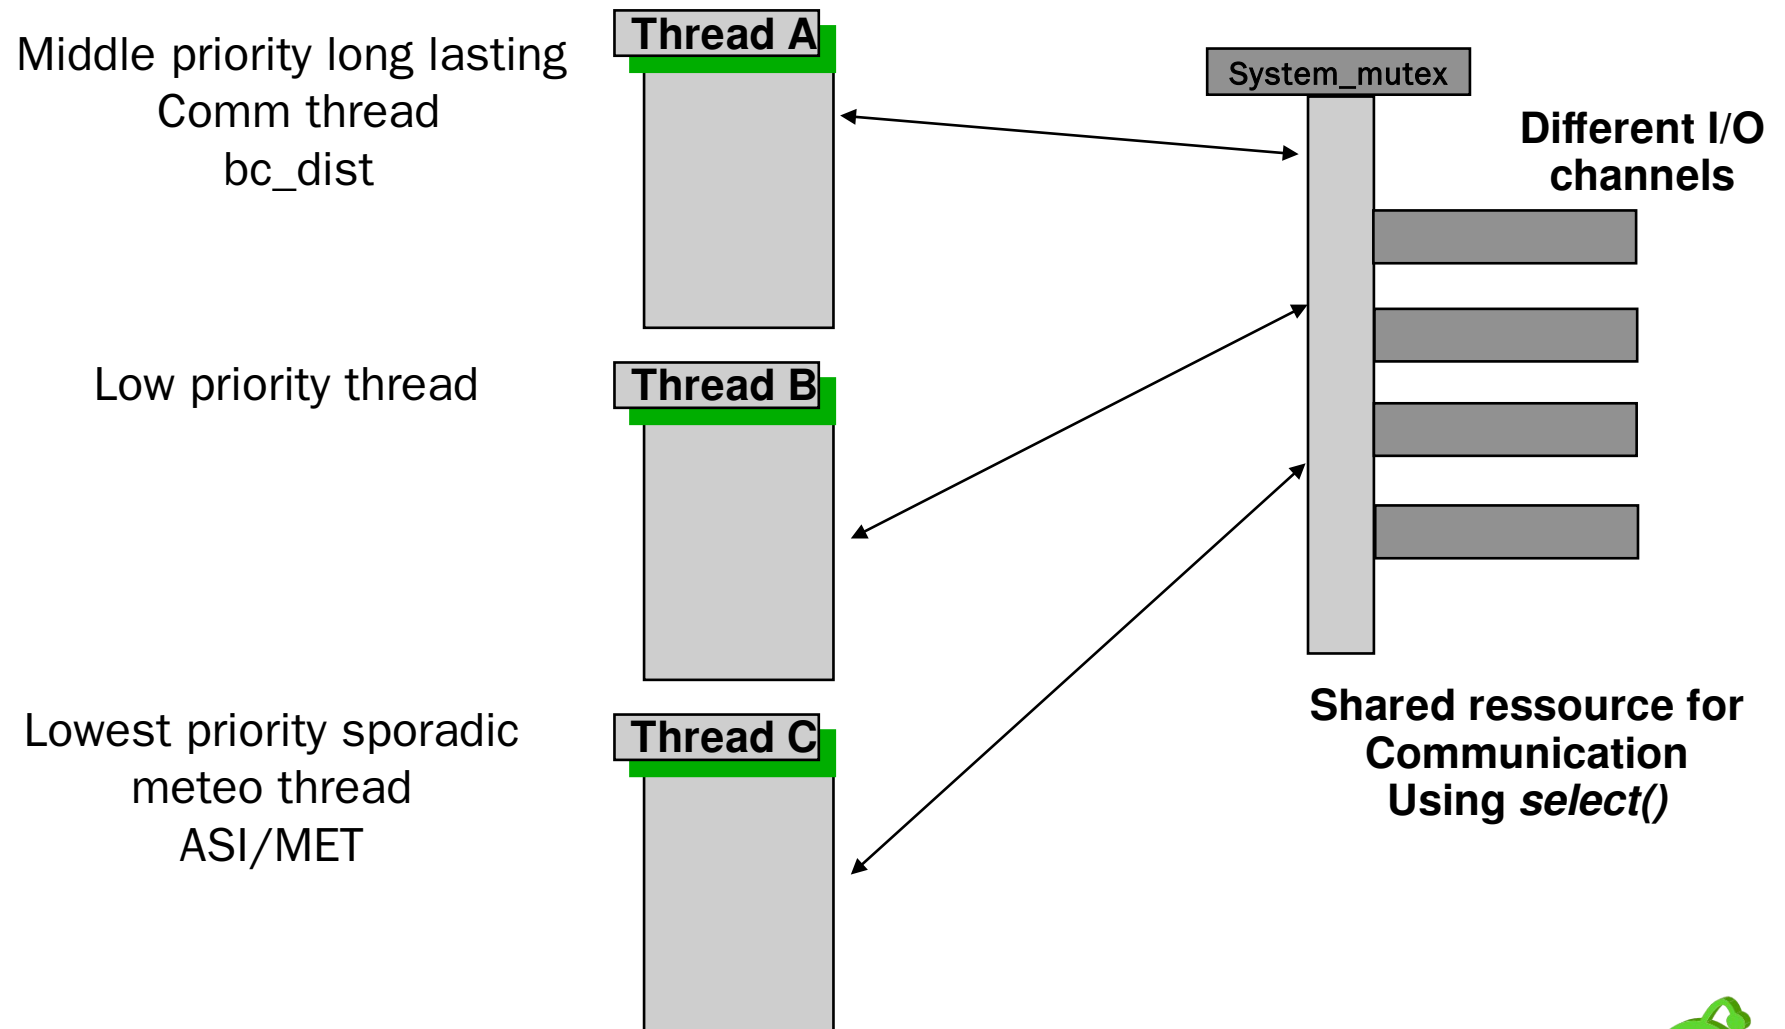 Middle priority long lasting
Comm thread
bc_dist
Thread A
System_mutex
Different I/O
channels
Low priority thread
Thread B
Lowest priority sporadic
meteo thread
ASI/MET
Thread C
Shared ressource for
Communication
Using select()